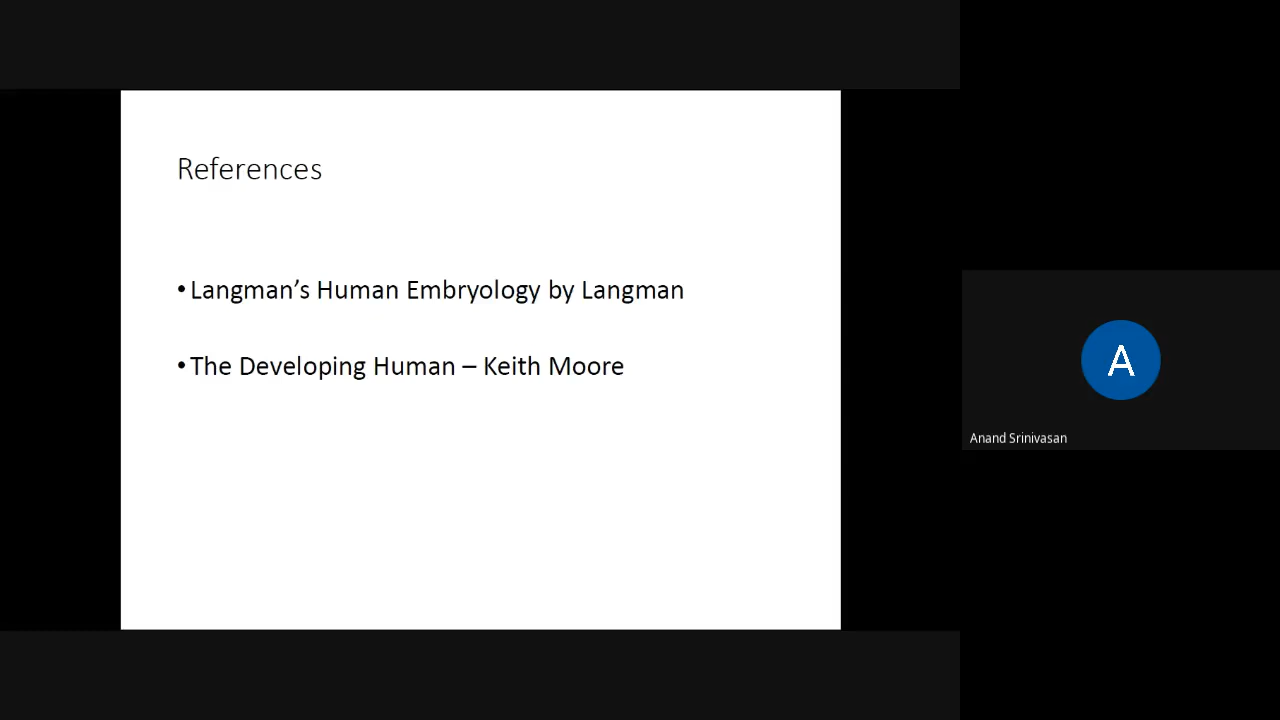 References
•Langman’s Human Embryology by Langman
•The Developing Human – Keith Moore
A
Anand Srinivasan